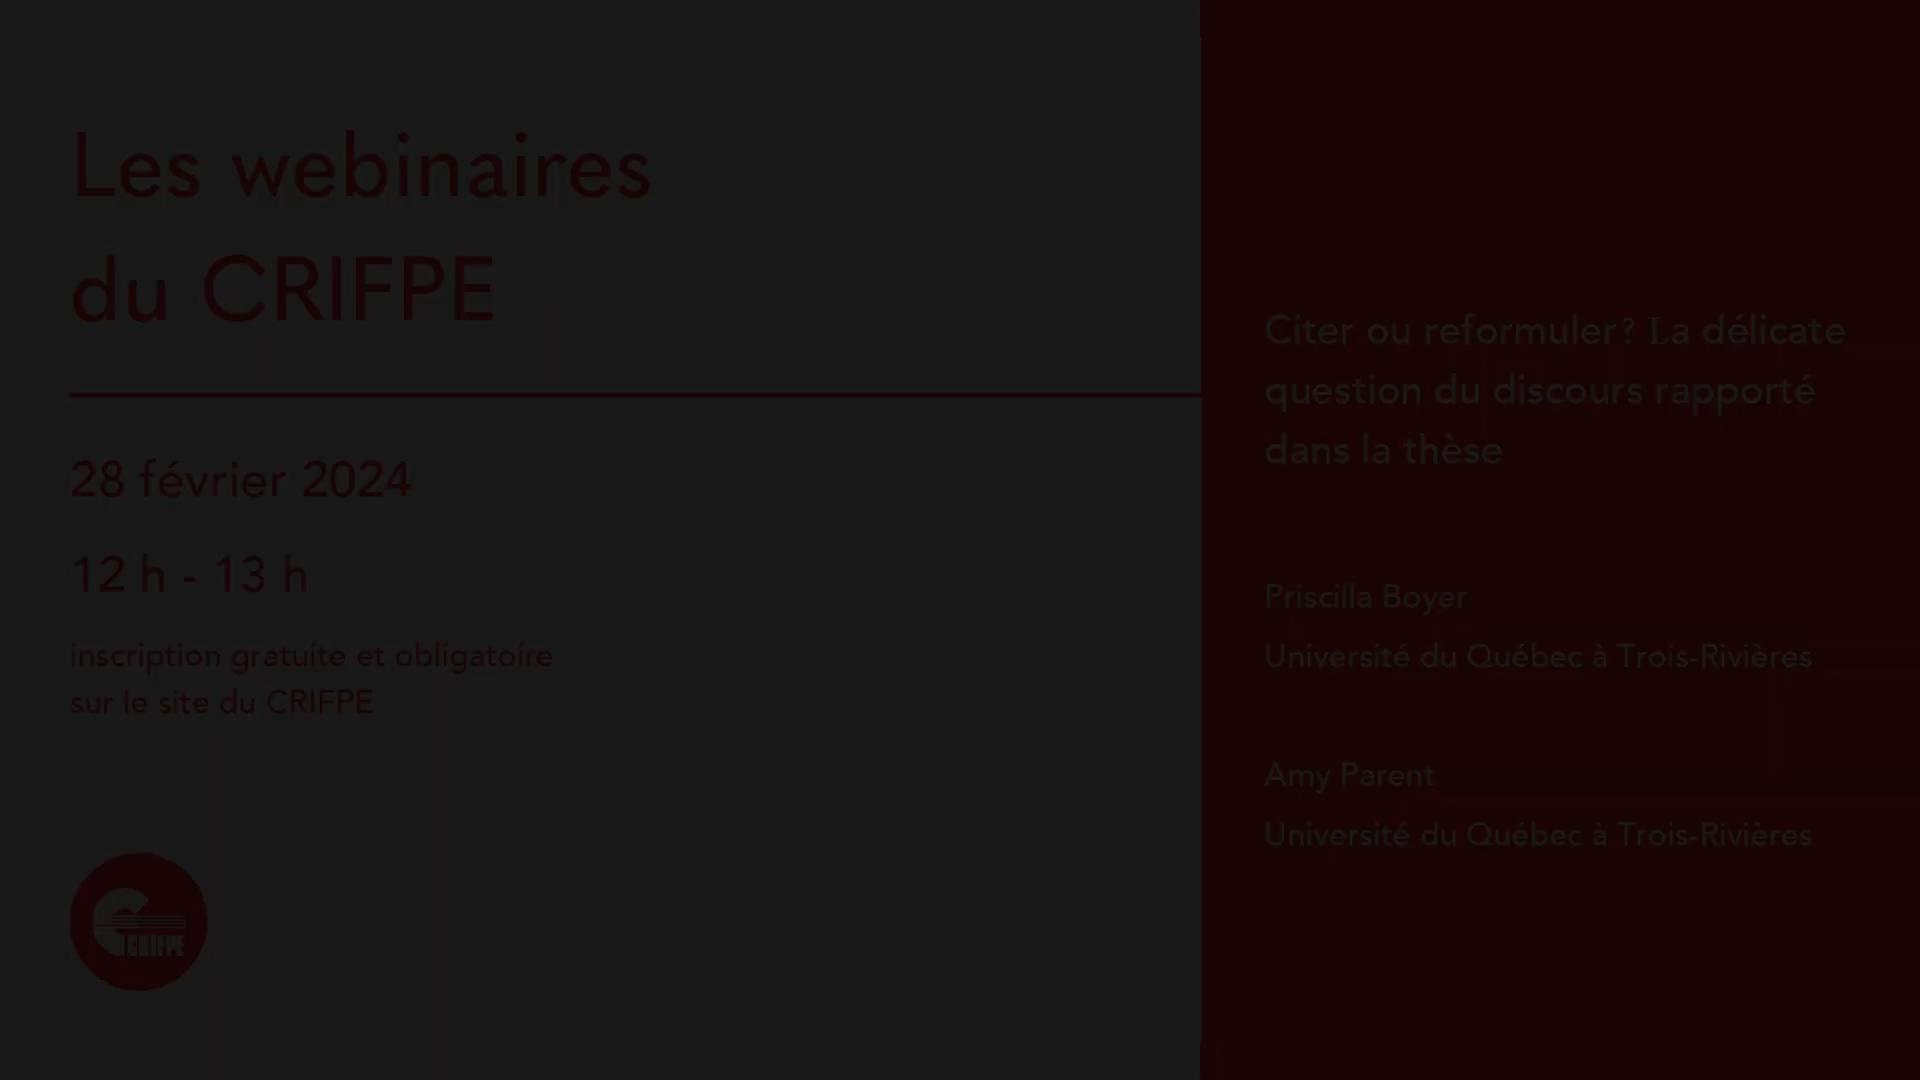 Les webinaires
du CRIFPE
28 février 2024
12 h - 13 h
inscription gratuite et obligatoire
sur le site du CRIFPE
CRIFPE
Citer ou reformuler? La délicate
question du discours rapporté
dans la thèse
Priscilla Boyer
Université du Québec à Trois-Rivières
Amy Parent
Université du Québec à Trois-Rivières